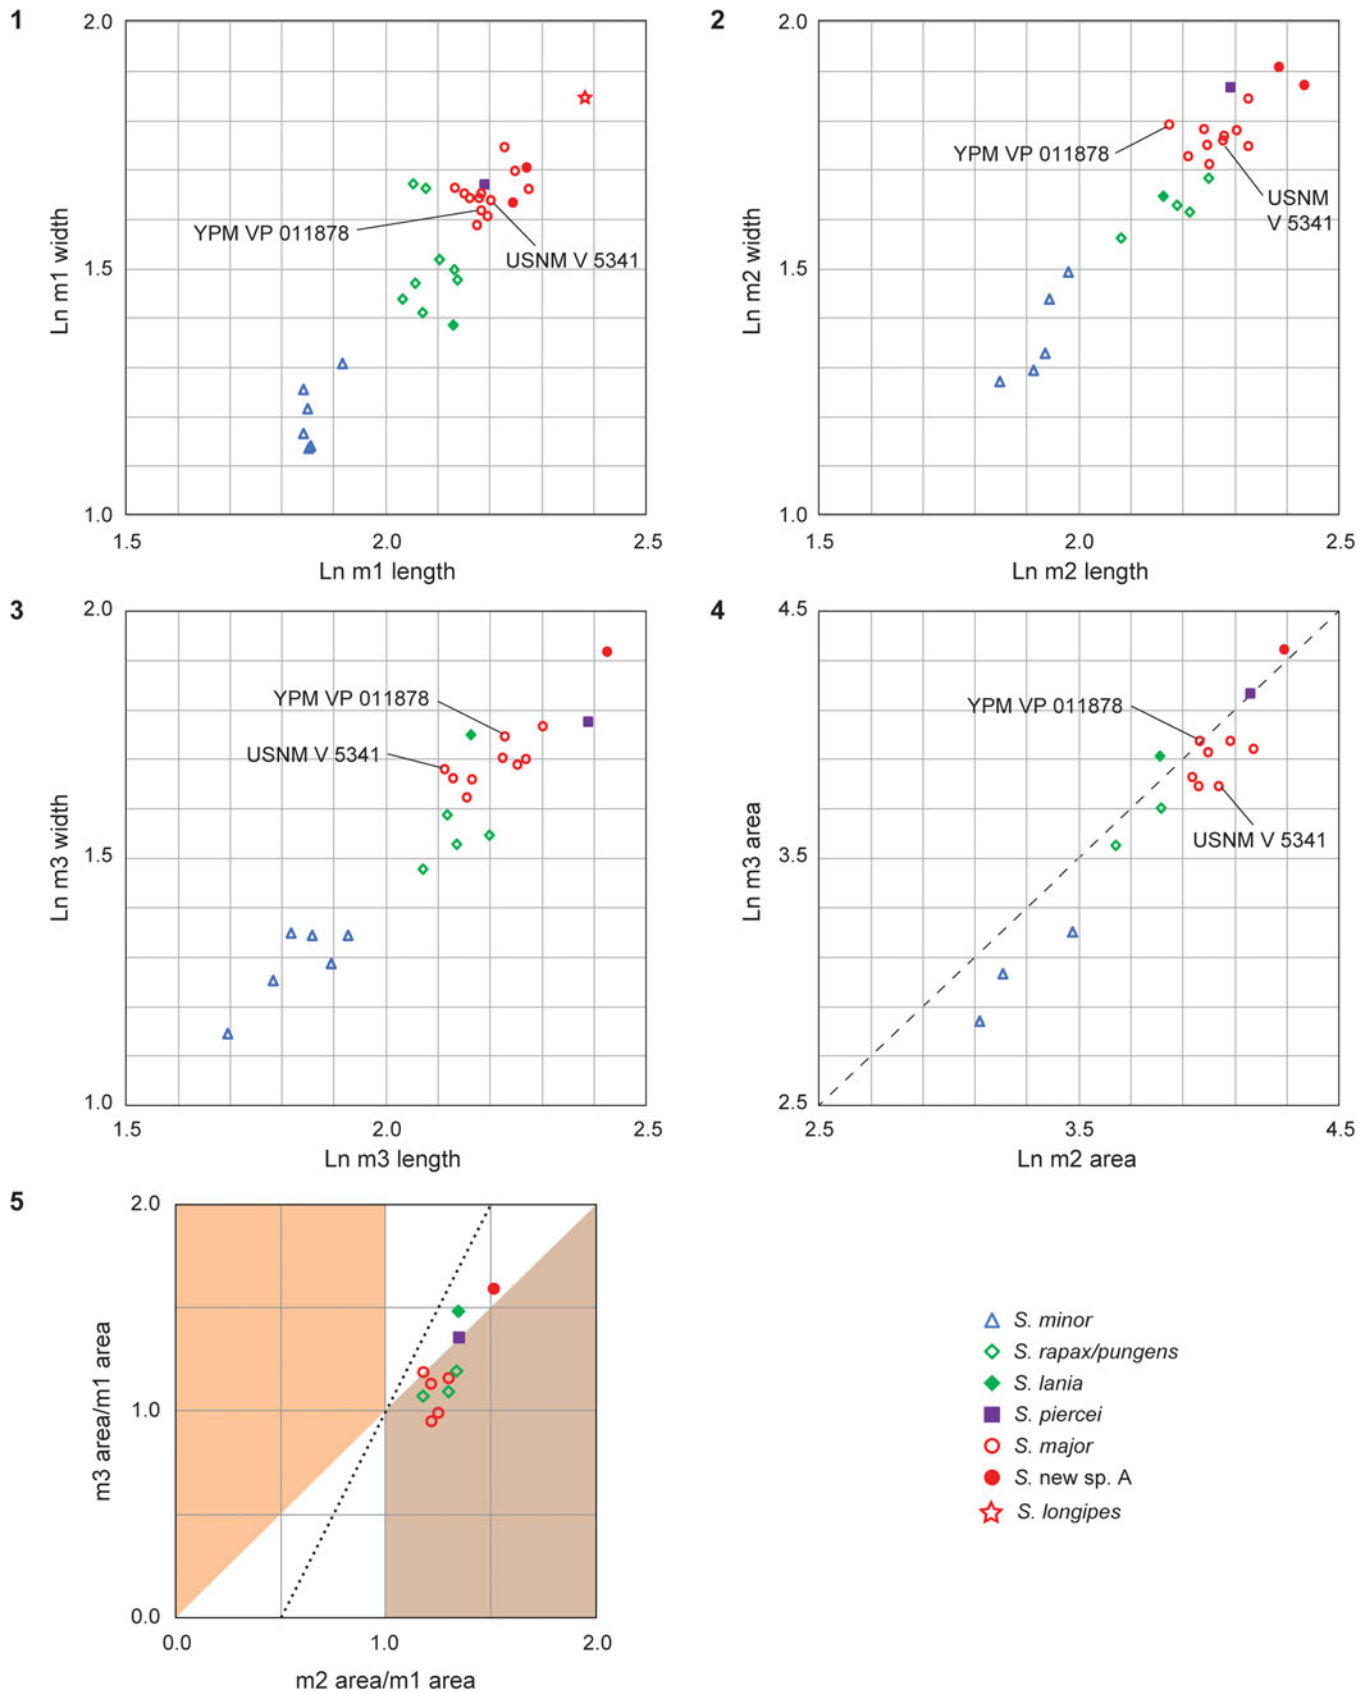 1
2.0
YPM VP 011878
USNM V 5341
1.5
Ln m1 width
1.0
1.5
2.0
2.5
Ln m1 length
2
2.0
YPM VP 011878
USNM
V 5341
1.5
Ln m2 width
1.0
1.5
2.0
2.5
Ln m2 length
3
2.0
YPM VP 011878
USNM V 5341
1.5
Ln m3 width
1.0
1.5
2.0
2.5
Ln m3 length
4
4.5
YPM VP 011878
USNM V 5341
3.5
Ln m3 area
2.5
2.5
3.5
4.5
Ln m2 area
5
2.0
1.0
m3 area/m1 area
0.0
0.0
1.0
2.0
m2 area/m1 area
S. minor
S. rapax/pungens
S. lania
S. piercei
S. major
S. new sp. A
S. longipes